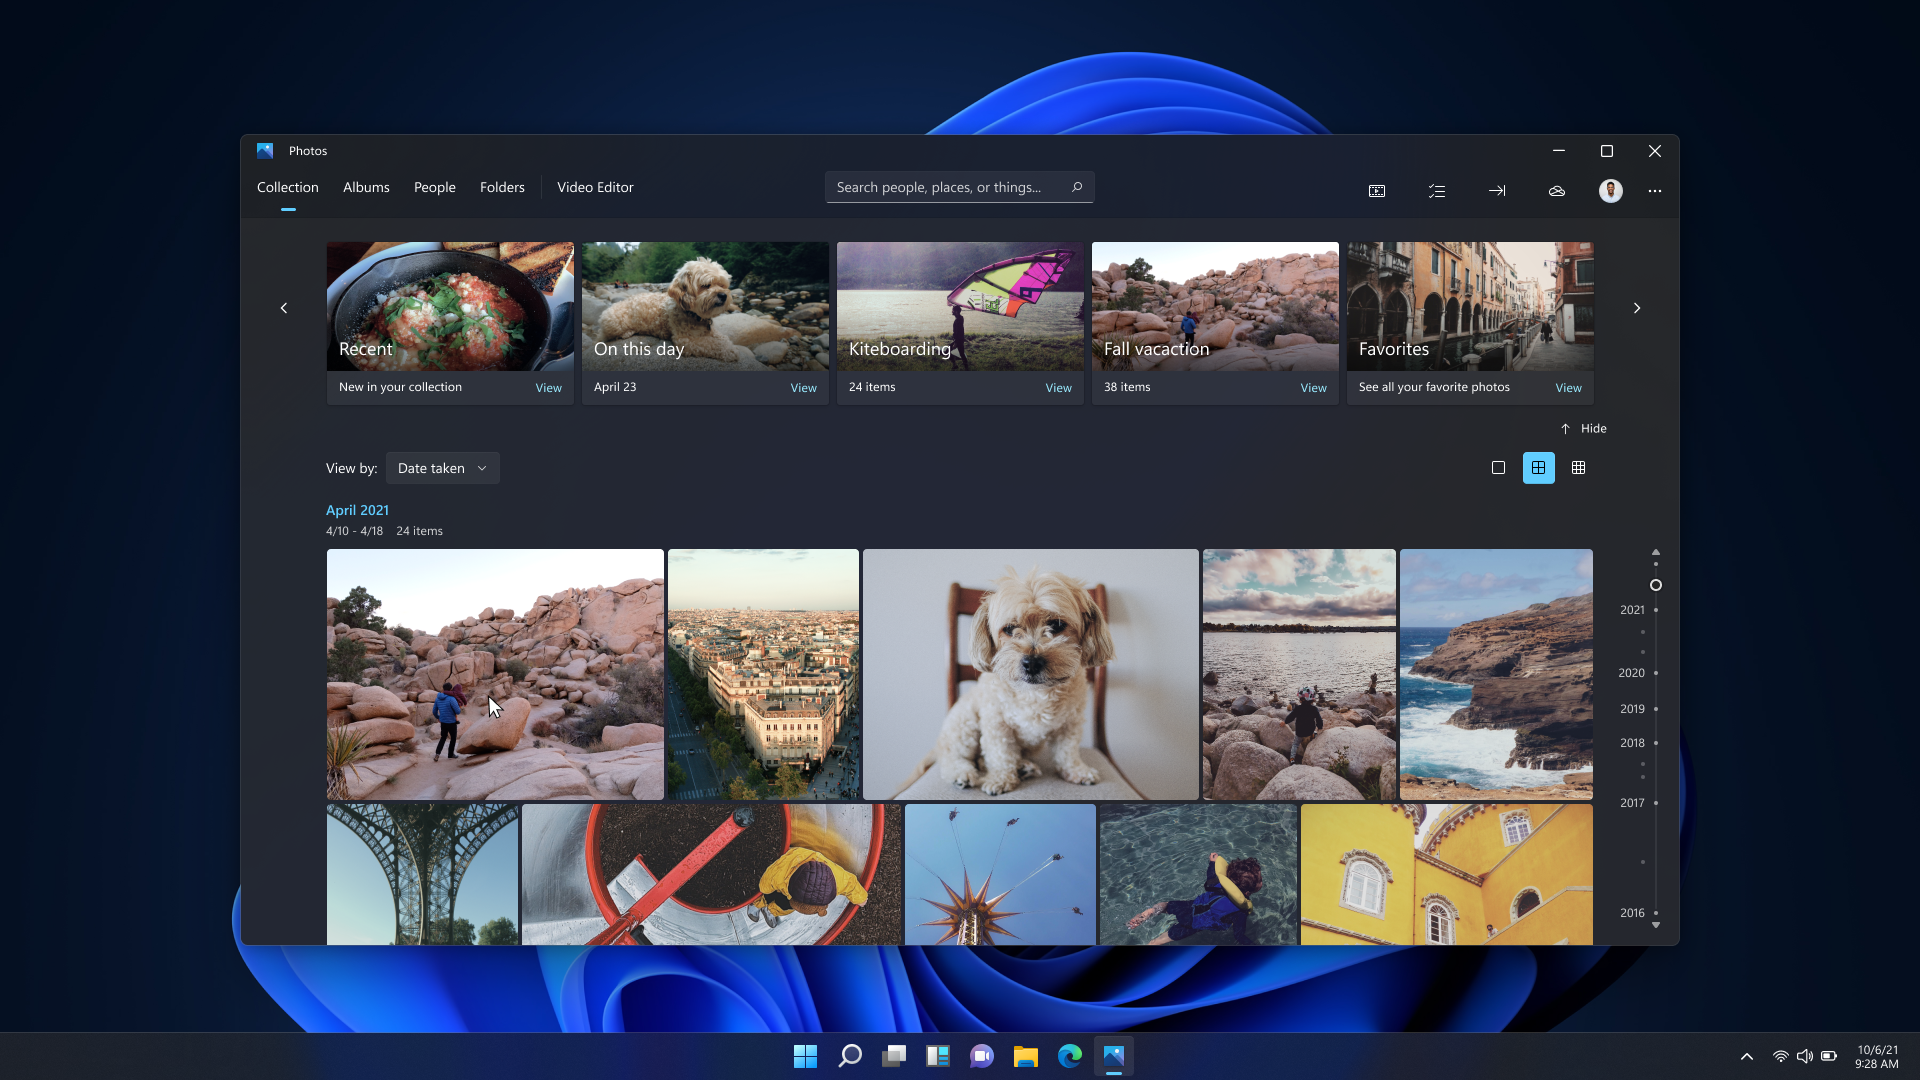 Photos
Collection Albums People Folders Video Editor
Search people, places, or things...
Recent
New in your collection View
On this day
April 23 View
Kiteboarding
24 items View
Fall vacaction
38 items View
Favorites
See all your favorite photos View
Hide
View by: Date taken
April 2021
4/10 - 4/18 24 items
2021
2020
2019
2018
2017
2016
10/6/21
9:28 AM